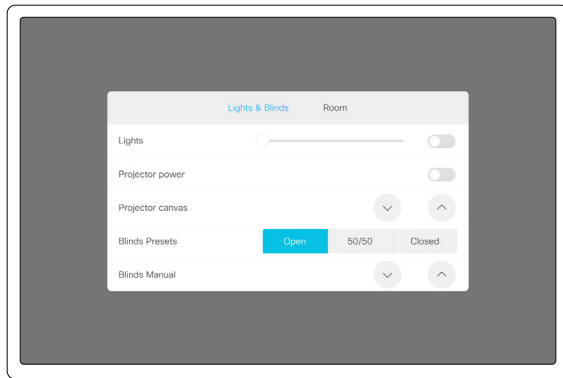 Lights & Blinds Room
Lights
Projector power
Projector canvas
Blinds Presets Open 50/50 Closed
Blinds Manual